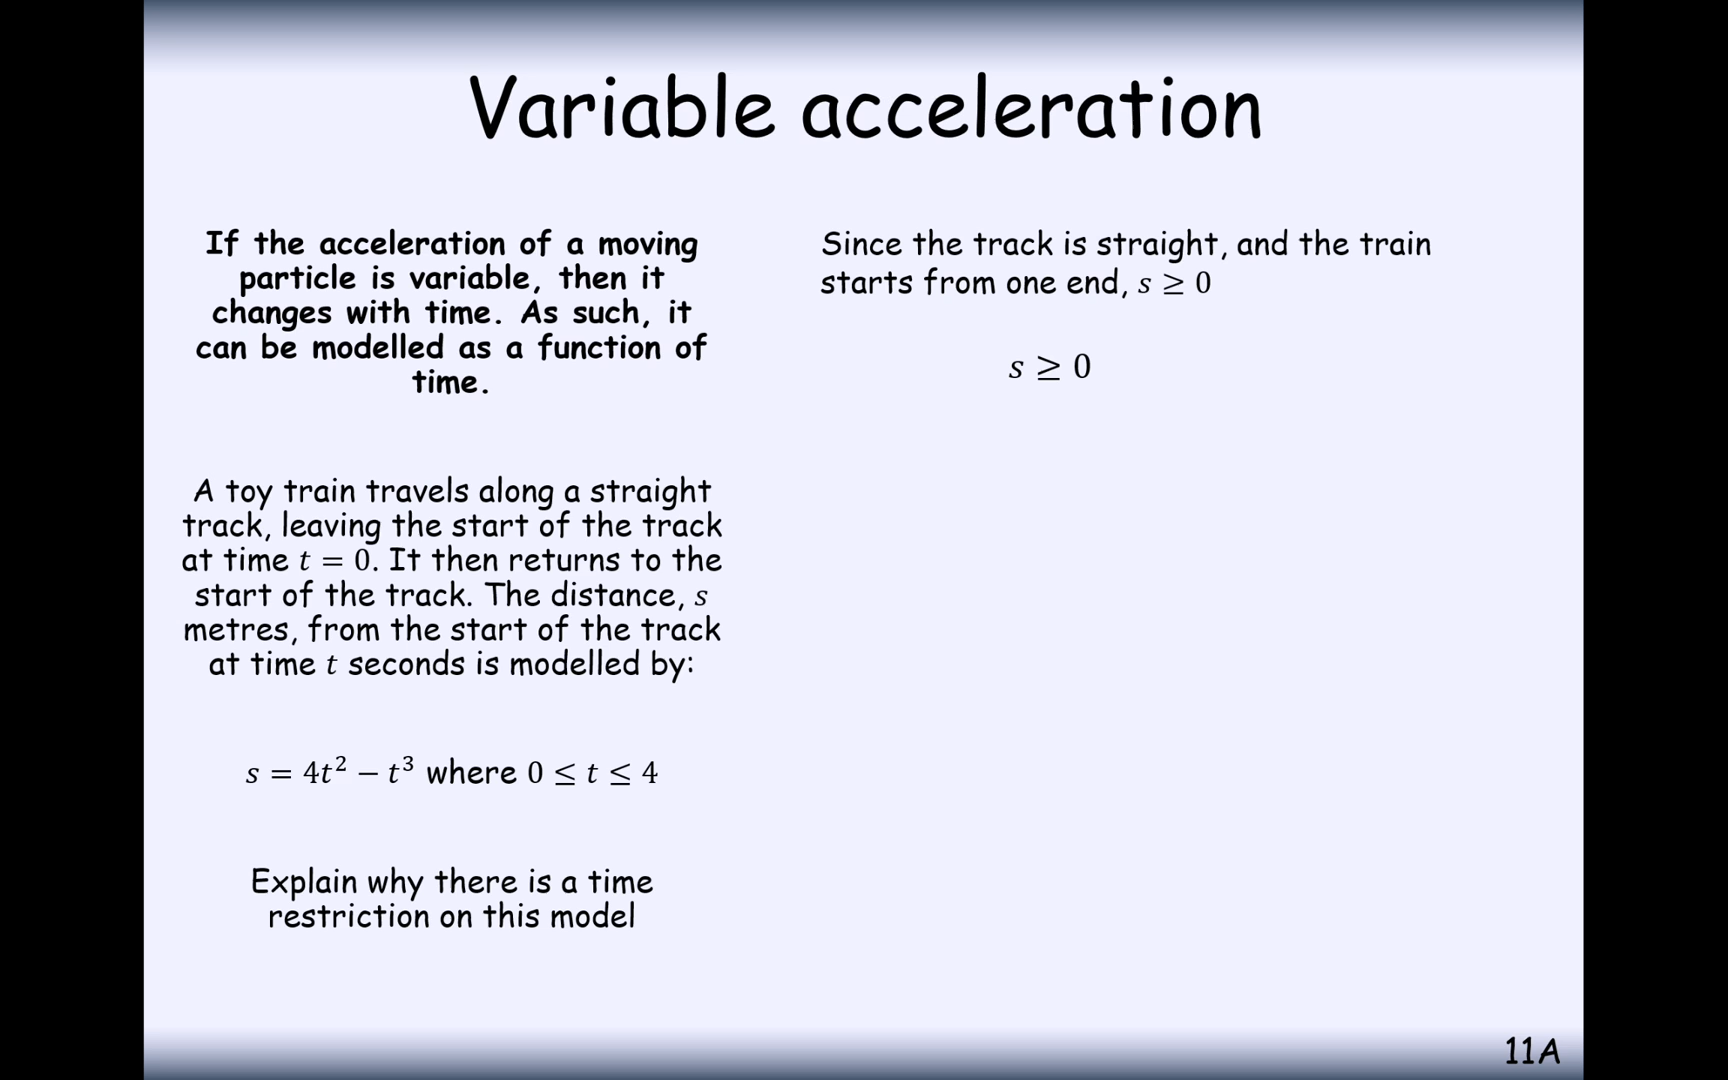 Variable acceleration
If the acceleration of a moving
particle is variable, then it
changes with time. As such, it
can be modelled as a function of
time.
A toy train travels along a straight
track, leaving the start of the track
at time t = 0. It then returns to the
start of the track. The distance, s
metres, from the start of the track
at time t seconds is modelled by:
s = 4t² − t³ where 0 ≤ t ≤ 4
Explain why there is a time
restriction on this model
Since the track is straight, and the train
starts from one end, s ≥ 0
s ≥ 0
11A